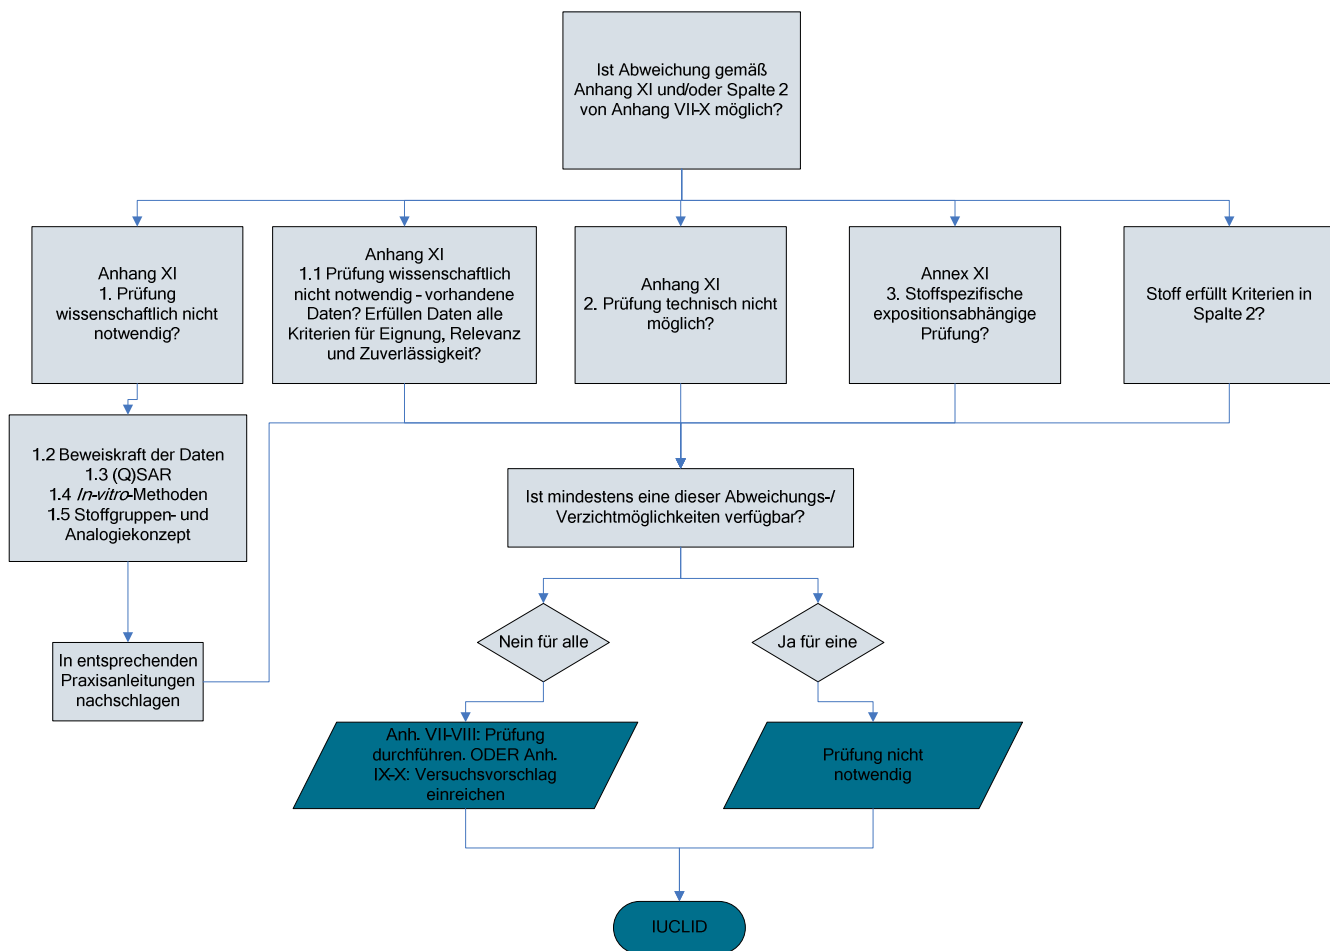 Ist Abweichung gemäß
Anhang XI und/oder Spalte 2
von Anhang VII-X möglich?
Anhang XI
1. Prüfung
wissenschaftlich nicht
notwendig?
Anhang XI
1.1 Prüfung wissenschaftlich
nicht notwendig - vorhandene
Daten? Erfüllen Daten alle
Kriterien für Eignung, Relevanz
und Zuverlässigkeit?
Anhang XI
2. Prüfung technisch nicht
möglich?
Annex XI
3. Stoffspezifische
expositionsabhängige
Prüfung?
Stoff erfüllt Kriterien in
Spalte 2?
1.2 Beweiskraft der Daten
1.3 (Q)SAR
1.4 In-vitro-Methoden
1.5 Stoffgruppen- und
Analogiekonzept
Ist mindestens eine dieser Abweichungs-/
Verzichtmöglichkeiten verfügbar?
In entsprechenden
Praxisanleitungen
nachschlagen
Nein für alle
Ja für eine
Anh. VII-VIII: Prüfung
durchführen. ODER Anh.
IX-X: Versuchsvorschlag
einreichen
Prüfung nicht
notwendig
IUCLID